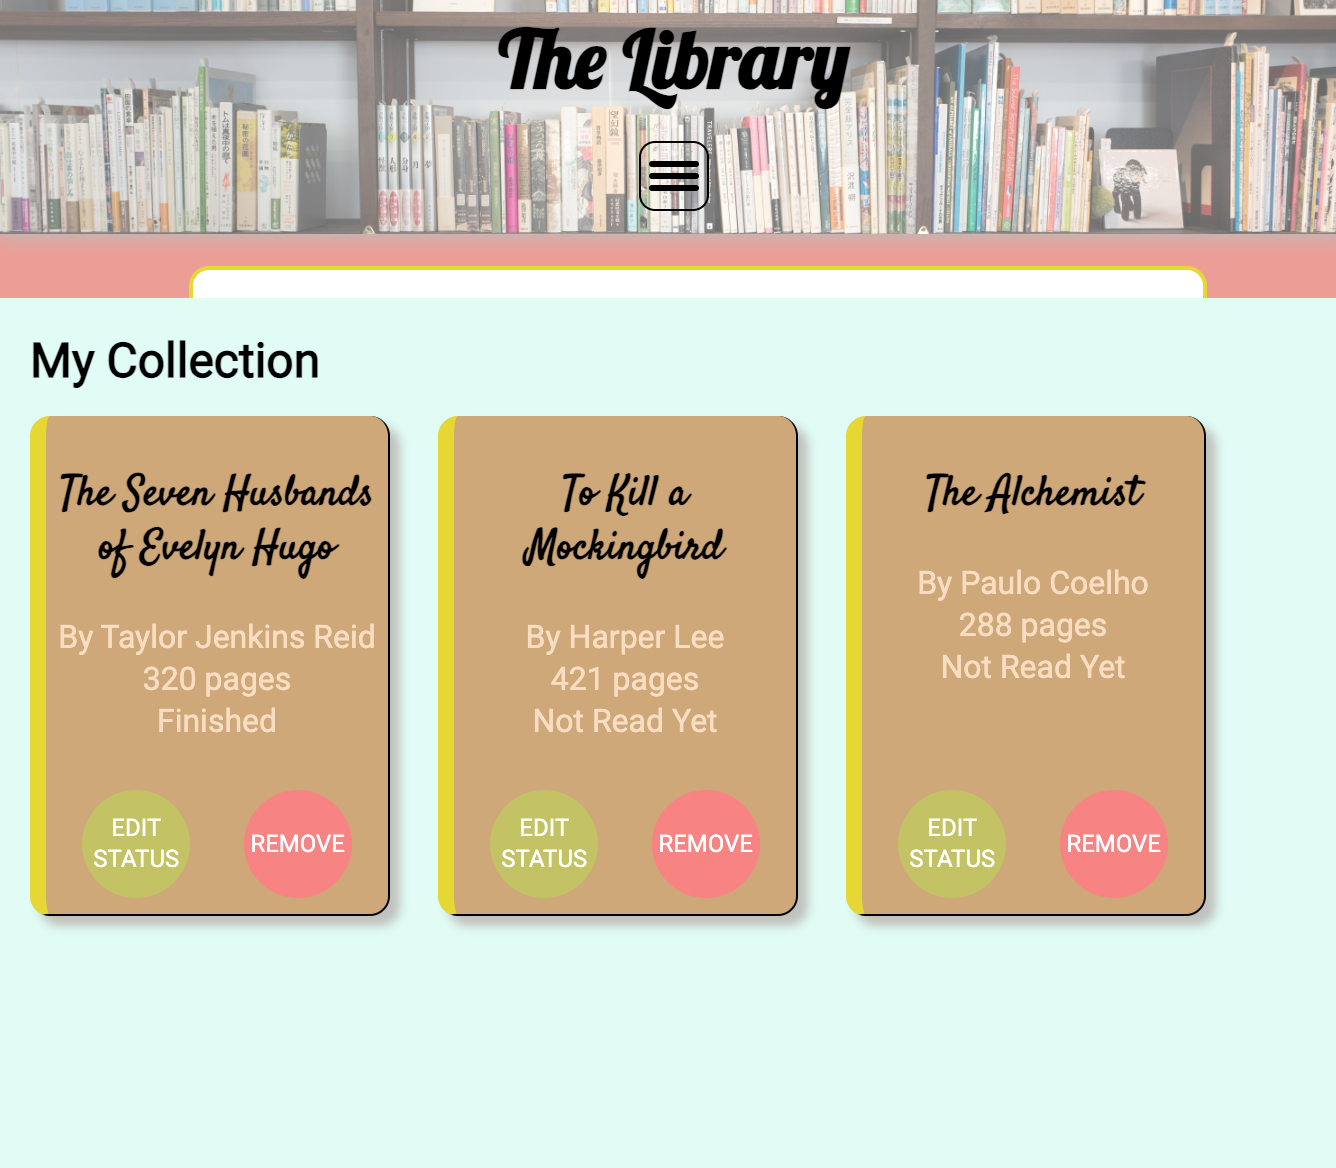 The Library
My Collection
The Seven Husbands
of Evelyn Hugo
By Taylor Jenkins Reid
320 pages
Finished
EDIT
STATUS
REMOVE
To Kill a
Mockingbird
By Harper Lee
421 pages
Not Read Yet
EDIT
STATUS
REMOVE
The Alchemist
By Paulo Coelho
288 pages
Not Read Yet
EDIT
STATUS
REMOVE